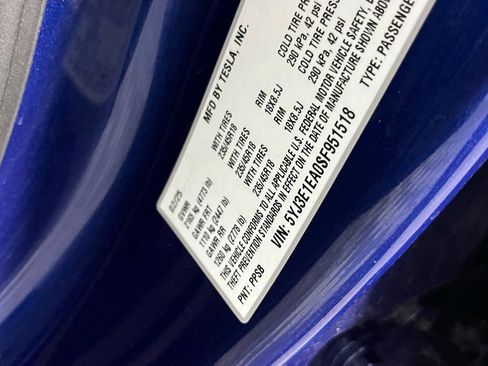 MFD BY TESLA, INC.
02/25
GVWR
2165 kg (4773 lb)
GAWR FRT WITH TIRES RIM COLD TIRE PRES
1110 kg (2447 lb) 235/45R18 18X8.5J 290 kPa, 42 psi
GAWR RR WITH TIRES RIM COLD TIRE PRES
1260 kg (2778 lb) 235/45R18 18X8.5J 290 kPa, 42 psi
THIS VEHICLE CONFORMS TO ALL APPLICABLE U.S. FEDERAL MOTOR VEHICLE SAFETY,
THEFT PREVENTION STANDARDS IN EFFECT ON THE DATE OF MANUFACTURE SHOWN ABOV
VIN: 5YJ3E1EA0SF951518 TYPE: PASSENGE
PNT: PPSB